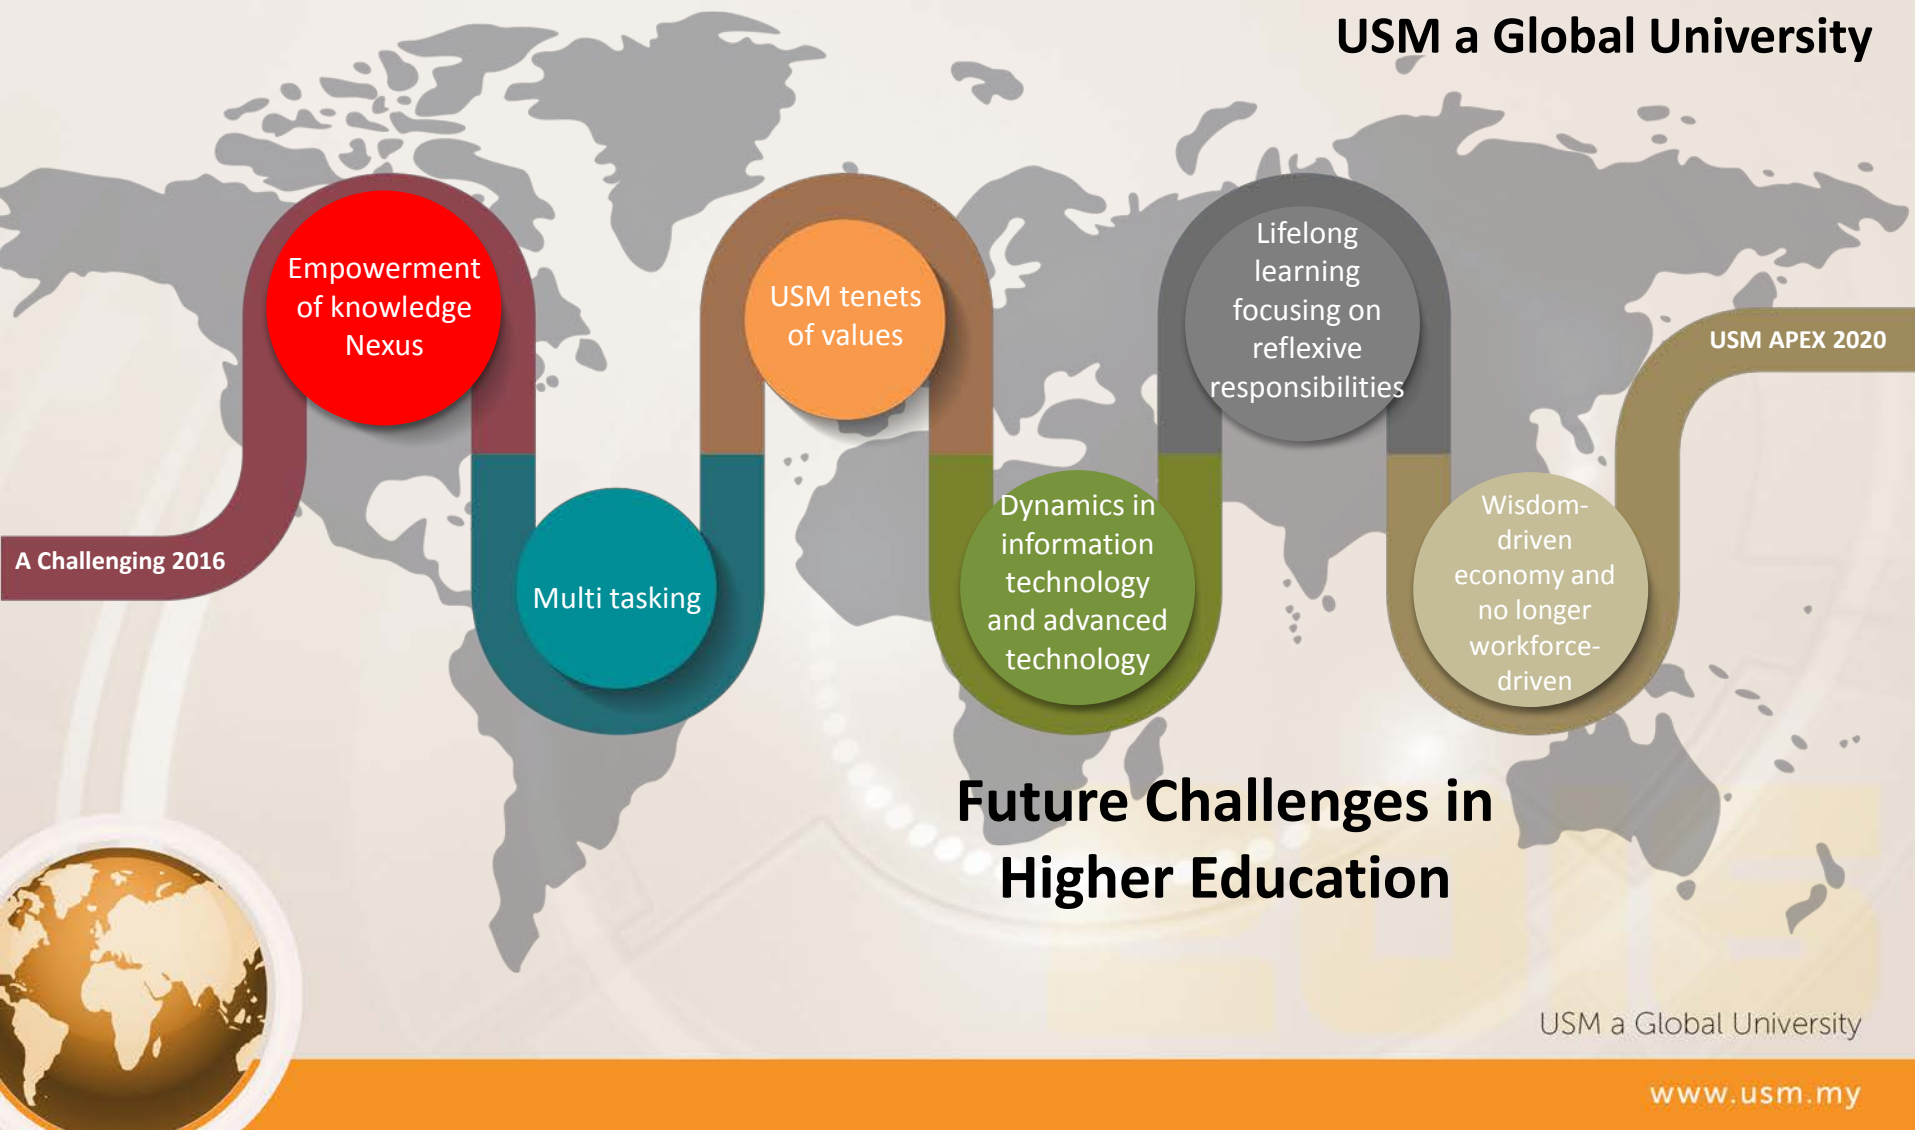 USM a Global University
Empowerment
of knowledge
Nexus
USM tenets
of values
Lifelong
learning
focusing on
reflexive
responsibilities
USM APEX 2020
A Challenging 2016
Multi tasking
Dynamics in
information
technology
and advanced
technology
Wisdom-
driven
economy and
no longer
workforce-
driven
Future Challenges in
Higher Education
USM a Global University
www.usm.my